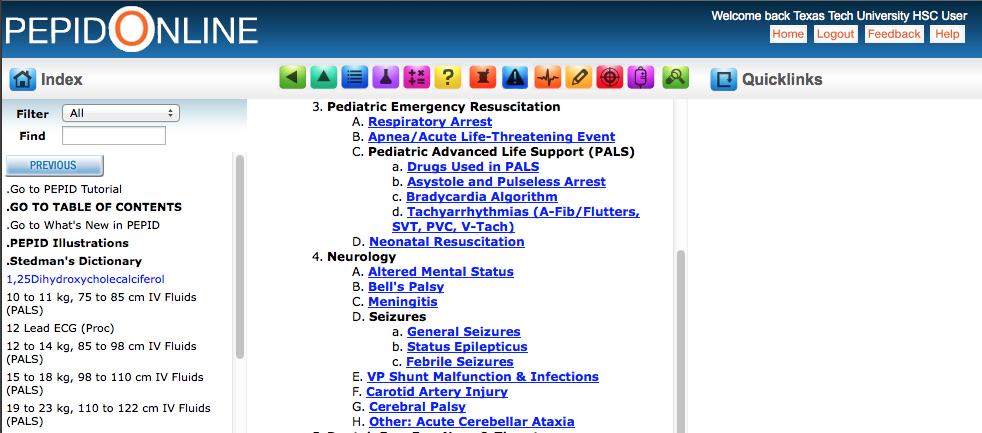 PEPID ONLINE
Welcome back Texas Tech University HSC User
Home Logout Feedback Help
Index
Quicklinks
Filter All
Find
PREVIOUS
.Go to PEPID Tutorial
.GO TO TABLE OF CONTENTS
.Go to What's New in PEPID
.PEPID Illustrations
.Stedman's Dictionary
1,25Dihydroxycholecalciferol
10 to 11 kg, 75 to 85 cm IV Fluids
(PALS)
12 Lead ECG (Proc)
12 to 14 kg, 85 to 98 cm IV Fluids
(PALS)
15 to 18 kg, 98 to 110 cm IV Fluids
(PALS)
19 to 23 kg, 110 to 122 cm IV Fluids
(PALS)
3. Pediatric Emergency Resuscitation
A. Respiratory Arrest
B. Apnea/Acute Life-Threatening Event
C. Pediatric Advanced Life Support (PALS)
a. Drugs Used in PALS
b. Asystole and Pulseless Arrest
c. Bradycardia Algorithm
d. Tachyarrhythmias (A-Fib/Flutters,
SVT, PVC, V-Tach)
D. Neonatal Resuscitation
4. Neurology
A. Altered Mental Status
B. Bell's Palsy
C. Meningitis
D. Seizures
a. General Seizures
b. Status Epilepticus
c. Febrile Seizures
E. VP Shunt Malfunction & Infections
F. Carotid Artery Injury
G. Cerebral Palsy
H. Other: Acute Cerebellar Ataxia